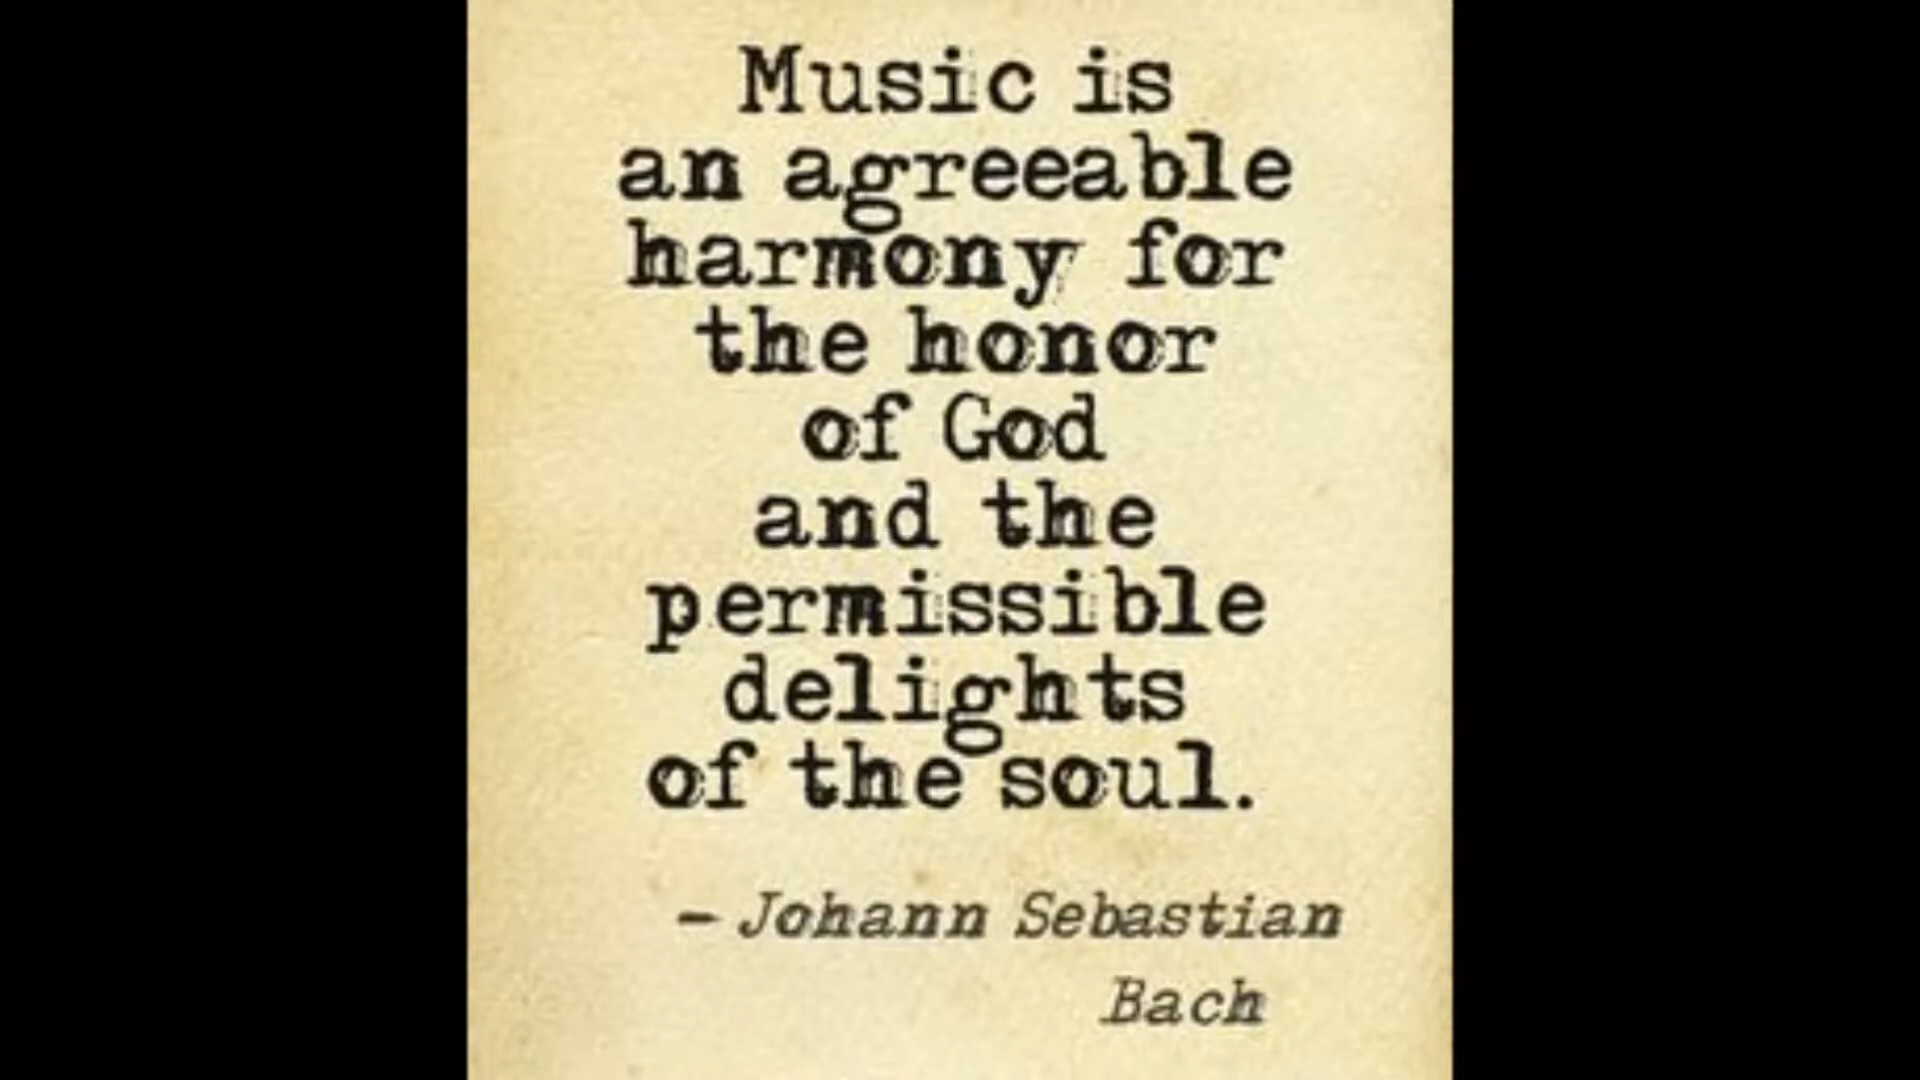 Music is
an agreeable
harmony for
the honor
of God
and the
permissible
delights
of the soul.
– Johann Sebastian
Bach